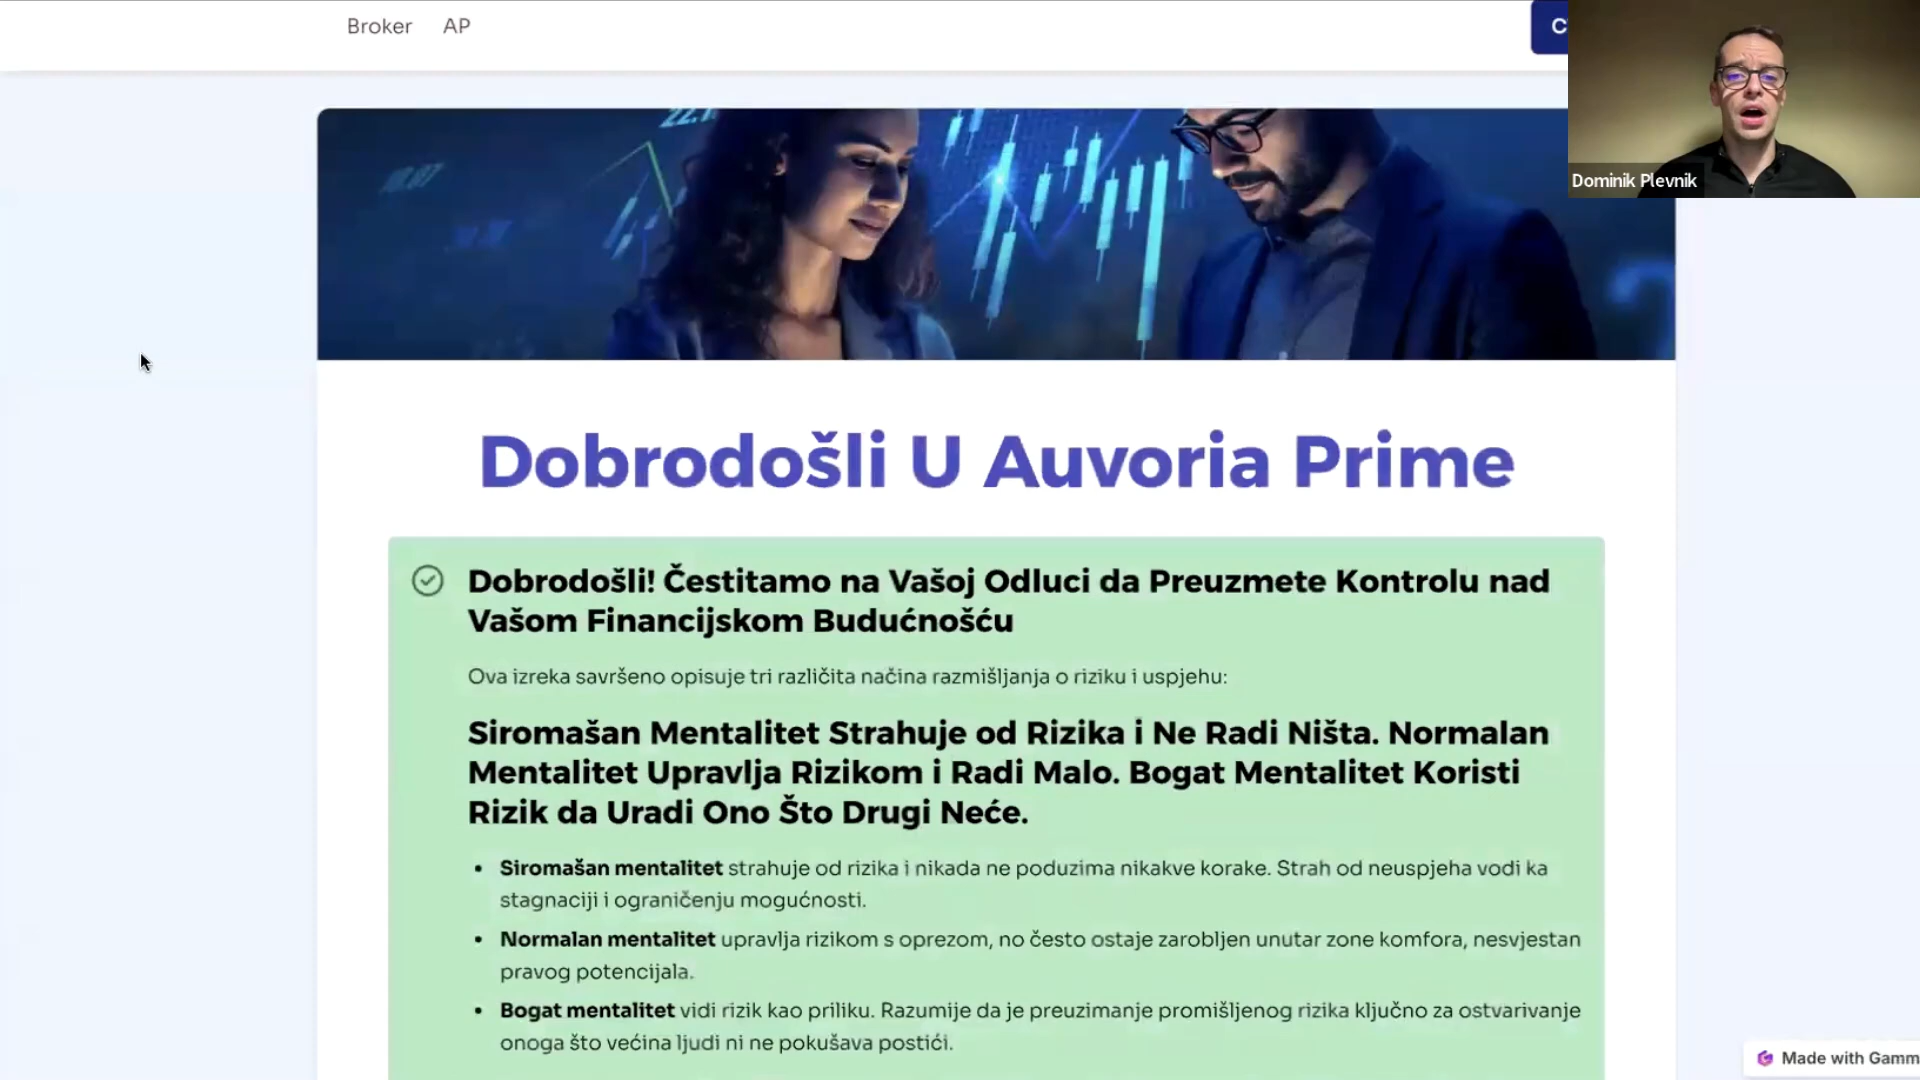 Broker AP
Dominik Plevnik
Dobrodošli U Auvoria Prime
Dobrodošli! Čestitamo na Vašoj Odluci da Preuzmete Kontrolu nad
Vašom Financijskom Budućnošću
Ova izreka savršeno opisuje tri različita načina razmišljanja o riziku i uspjehu:
Siromašan Mentalitet Strahuje od Rizika i Ne Radi Ništa. Normalan
Mentalitet Upravlja Rizikom i Radi Malo. Bogat Mentalitet Koristi
Rizik da Uradi Ono Što Drugi Neće.
• Siromašan mentalitet strahuje od rizika i nikada ne poduzima nikakve korake. Strah od neuspjeha vodi ka
stagnaciji i ograničenju mogućnosti.
• Normalan mentalitet upravlja rizikom s oprezom, no često ostaje zarobljen unutar zone komfora, nesvjestan
pravog potencijala.
• Bogat mentalitet vidi rizik kao priliku. Razumije da je preuzimanje promišljenog rizika ključno za ostvarivanje
onoga što većina ljudi ni ne pokušava postići.
Made with Gamm